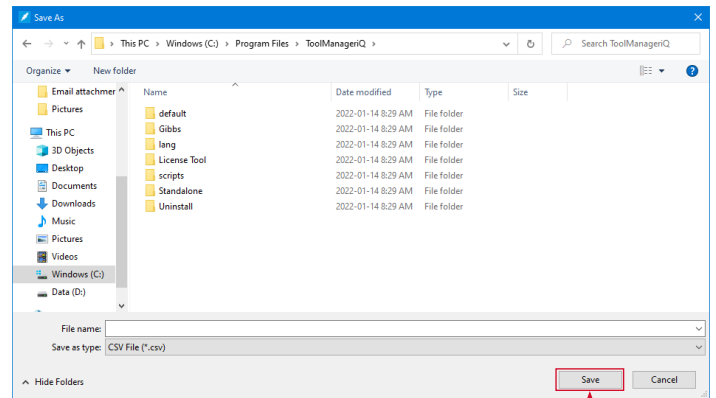 Save As
This PC > Windows (C:) > Program Files > ToolManageriQ >
Search ToolManageriQ
Organize
New folder
Name
Date modified
Type
Size
Email attachmer
Pictures
This PC
3D Objects
Desktop
Documents
Downloads
Music
Pictures
Videos
Windows (C:)
Data (D:)
default 2022-01-14 8:29 AM File folder
Gibbs 2022-01-14 8:29 AM File folder
lang 2022-01-14 8:29 AM File folder
License Tool 2022-01-14 8:29 AM File folder
scripts 2022-01-14 8:29 AM File folder
Standalone 2022-01-14 8:29 AM File folder
Uninstall 2022-01-14 8:29 AM File folder
File name:
Save as type: CSV File (*.csv)
Hide Folders
Save
Cancel